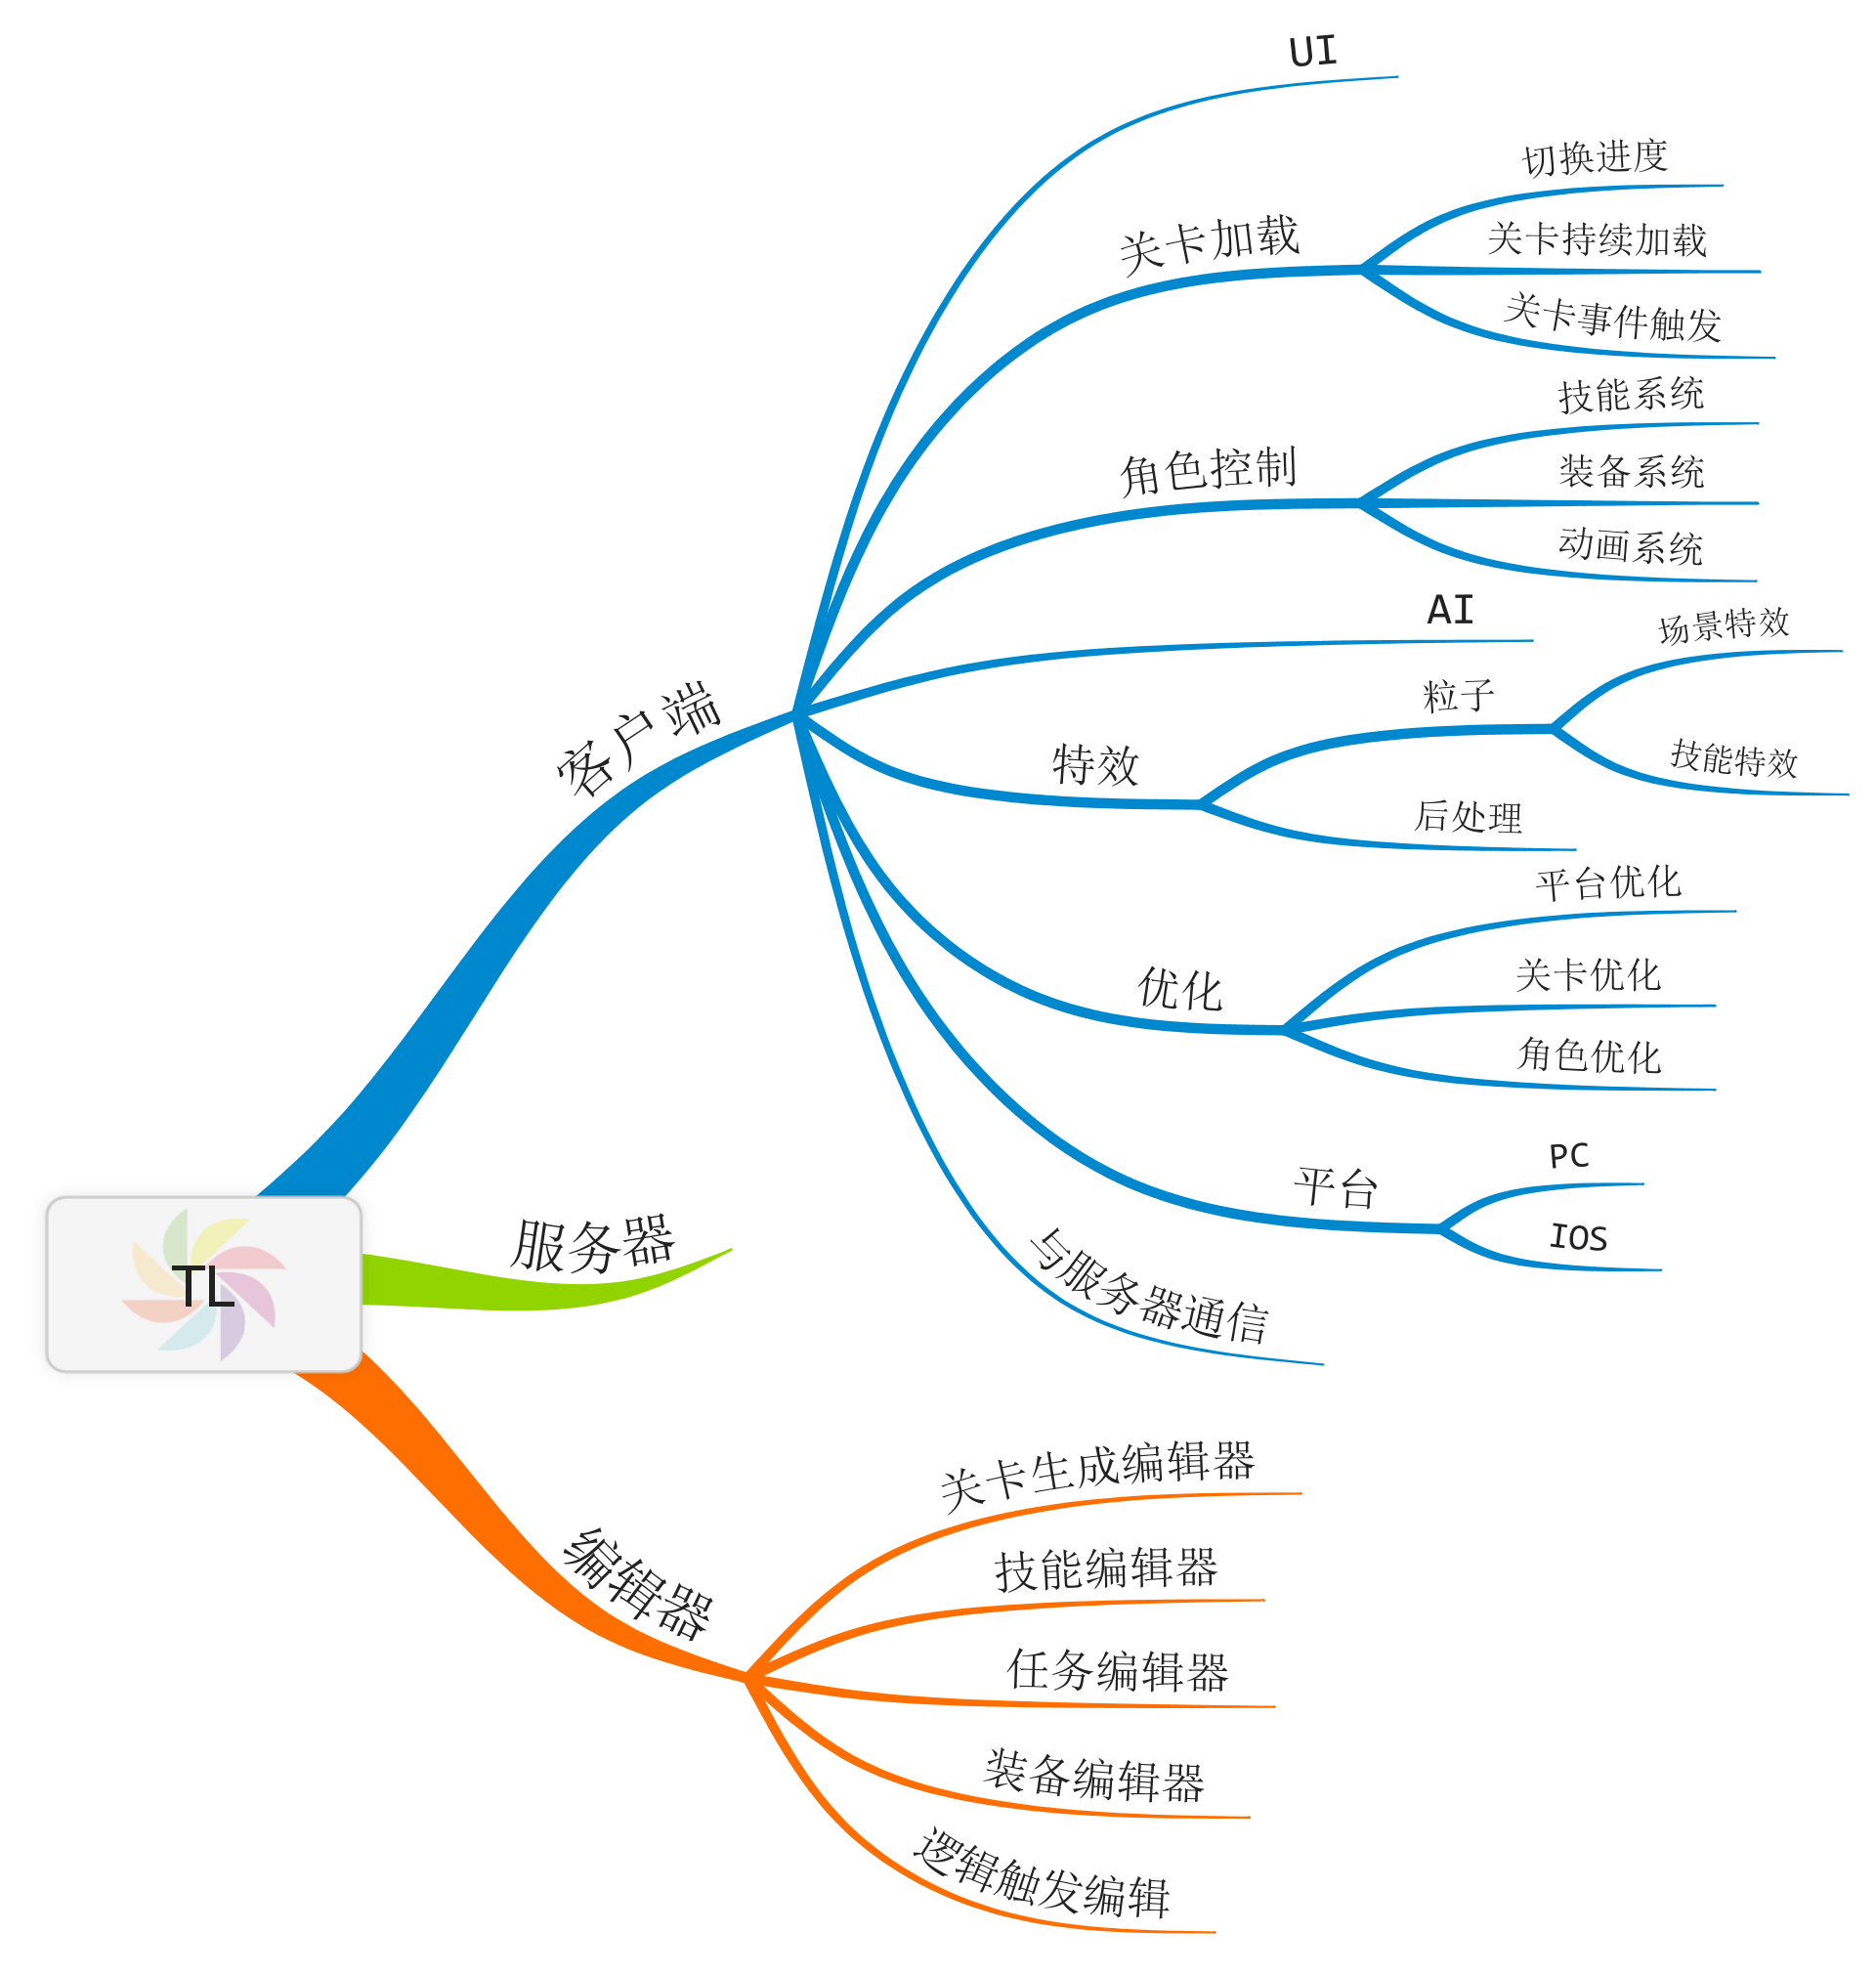 TL
客户端
UI
关卡加载
切换进度
关卡持续加载
关卡事件触发
角色控制
技能系统
装备系统
动画系统
AI
特效
粒子
场景特效
技能特效
后处理
优化
平台优化
关卡优化
角色优化
平台
PC
IOS
与服务器通信
服务器
编辑器
关卡生成编辑器
技能编辑器
任务编辑器
装备编辑器
逻辑触发编辑